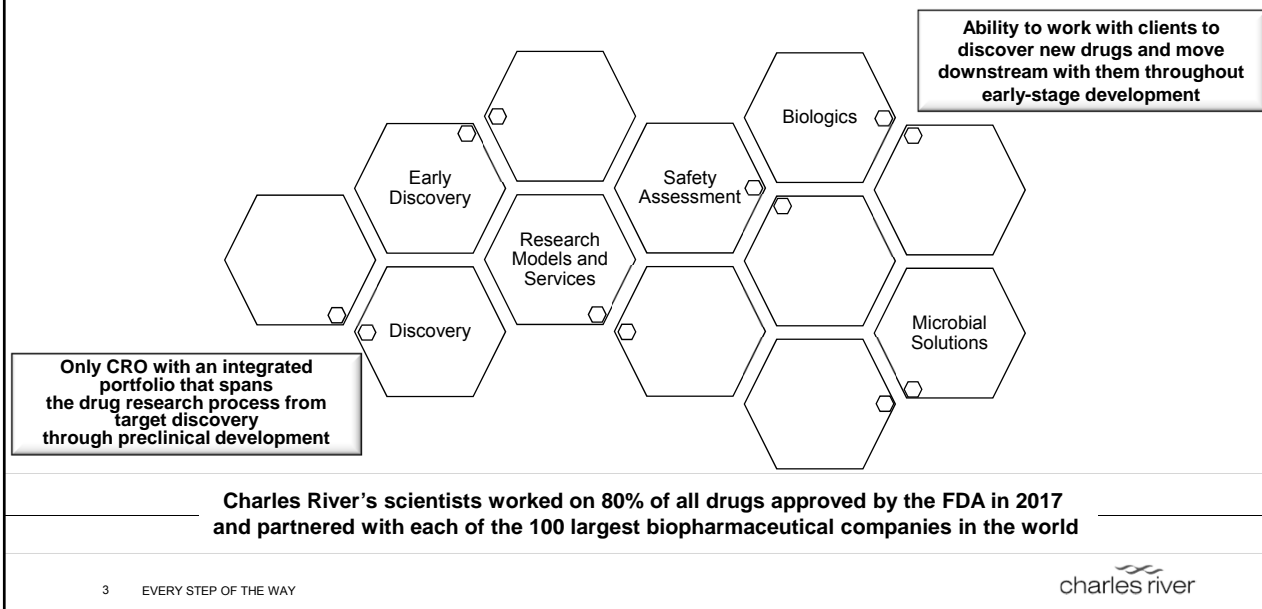 Ability to work with clients to
discover new drugs and move
downstream with them throughout
early-stage development
Biologics
Early
Discovery
Safety
Assessment
Research
Models and
Services
Discovery
Microbial
Solutions
Only CRO with an integrated
portfolio that spans
the drug research process from
target discovery
through preclinical development
Charles River’s scientists worked on 80% of all drugs approved by the FDA in 2017
and partnered with each of the 100 largest biopharmaceutical companies in the world
3 EVERY STEP OF THE WAY
charles river